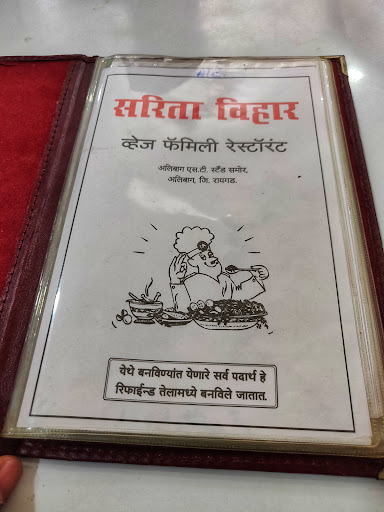 सरिता विहार
व्हेज फॅमिली रेस्टॉरंट
अलिबाग एस.टी. स्टँड समोर,
अलिबाग, जि. रायगड.
येथे बनविण्यांत येणारे सर्व पदार्थ हे
रिफाईन्ड तेलामध्ये बनविले जातात.